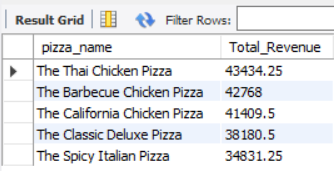 Result Grid Filter Rows:
pizza_name Total_Revenue
The Thai Chicken Pizza 43434.25
The Barbecue Chicken Pizza 42768
The California Chicken Pizza 41409.5
The Classic Deluxe Pizza 38180.5
The Spicy Italian Pizza 34831.25